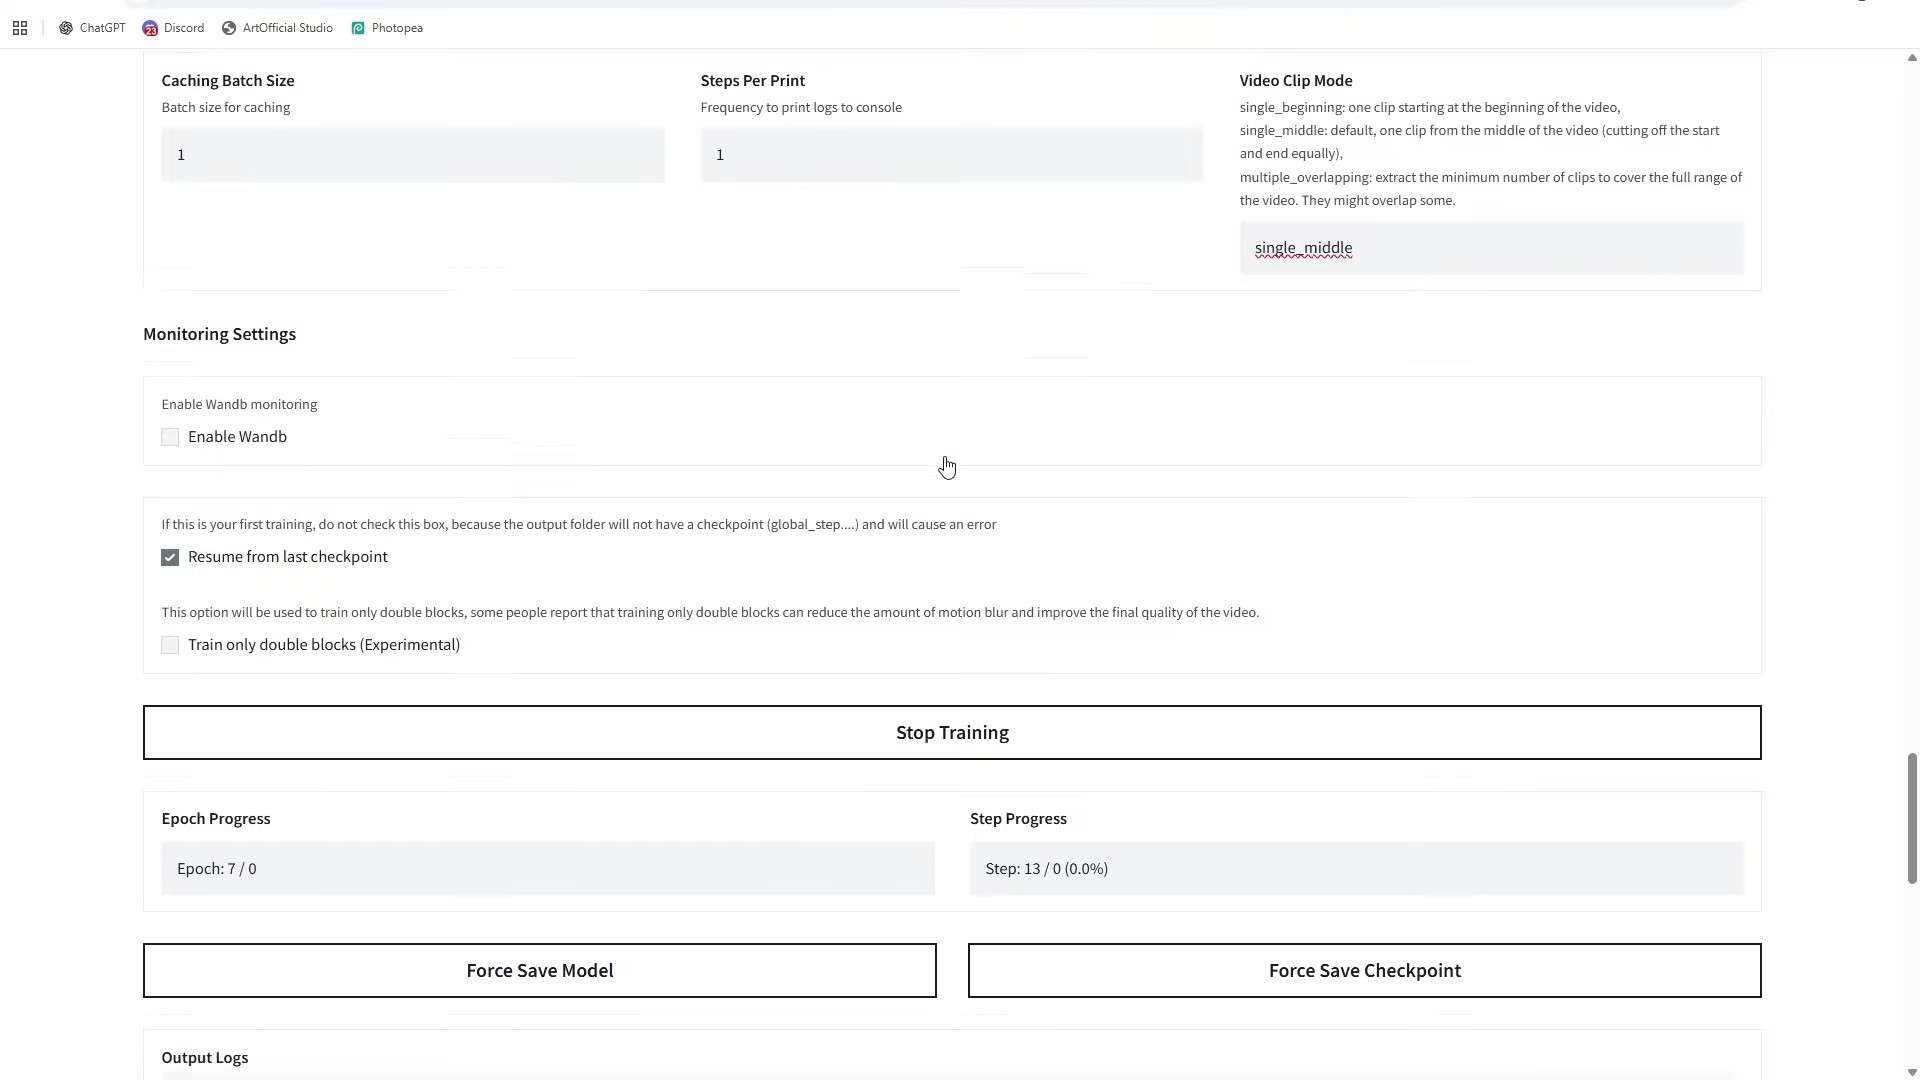 ChatGPT
23
Discord
ArtOfficial Studio
Photopea
Caching Batch Size
Batch size for caching
1
Steps Per Print
Frequency to print logs to console
1
Video Clip Mode
single_beginning: one clip starting at the beginning of the video,
single_middle: default, one clip from the middle of the video (cutting off the start
and end equally),
multiple_overlapping: extract the minimum number of clips to cover the full range of
the video. They might overlap some.
single_middle
Monitoring Settings
Enable Wandb monitoring
Enable Wandb
If this is your first training, do not check this box, because the output folder will not have a checkpoint (global_step....) and will cause an error
Resume from last checkpoint
This option will be used to train only double blocks, some people report that training only double blocks can reduce the amount of motion blur and improve the final quality of the video.
Train only double blocks (Experimental)
Stop Training
Epoch Progress
Epoch: 7 / 0
Step Progress
Step: 13 / 0 (0.0%)
Force Save Model
Force Save Checkpoint
Output Logs